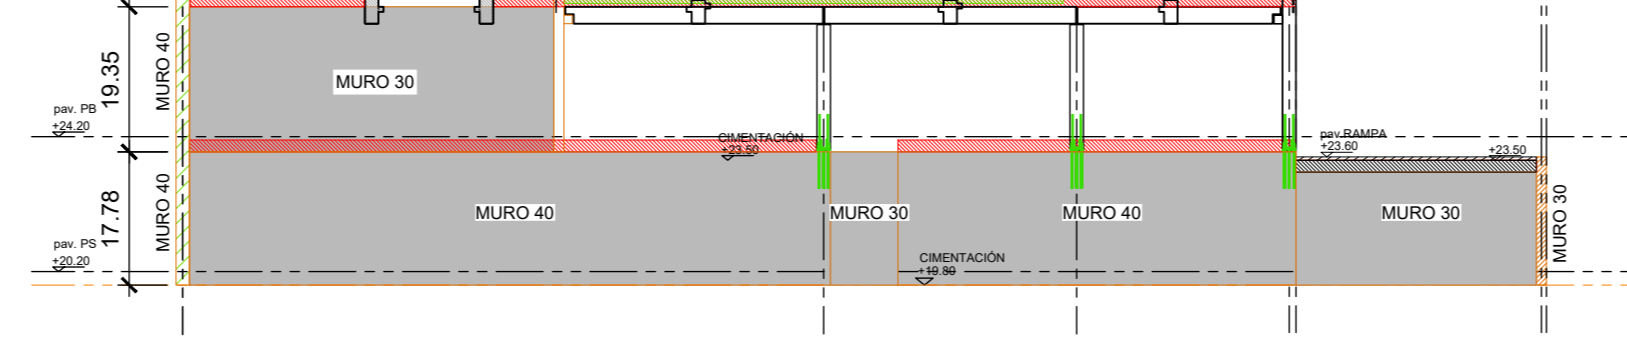 MURO 40
19.35
MURO 30
pav. PB
+24.20
CIMENTACIÓN
+23.50
pav.RAMPA
+23.60
+23.50
MURO 40
17.78
MURO 40
MURO 30
MURO 40
MURO 30
MURO 30
pav. PS
+20.20
CIMENTACIÓN
+19.80